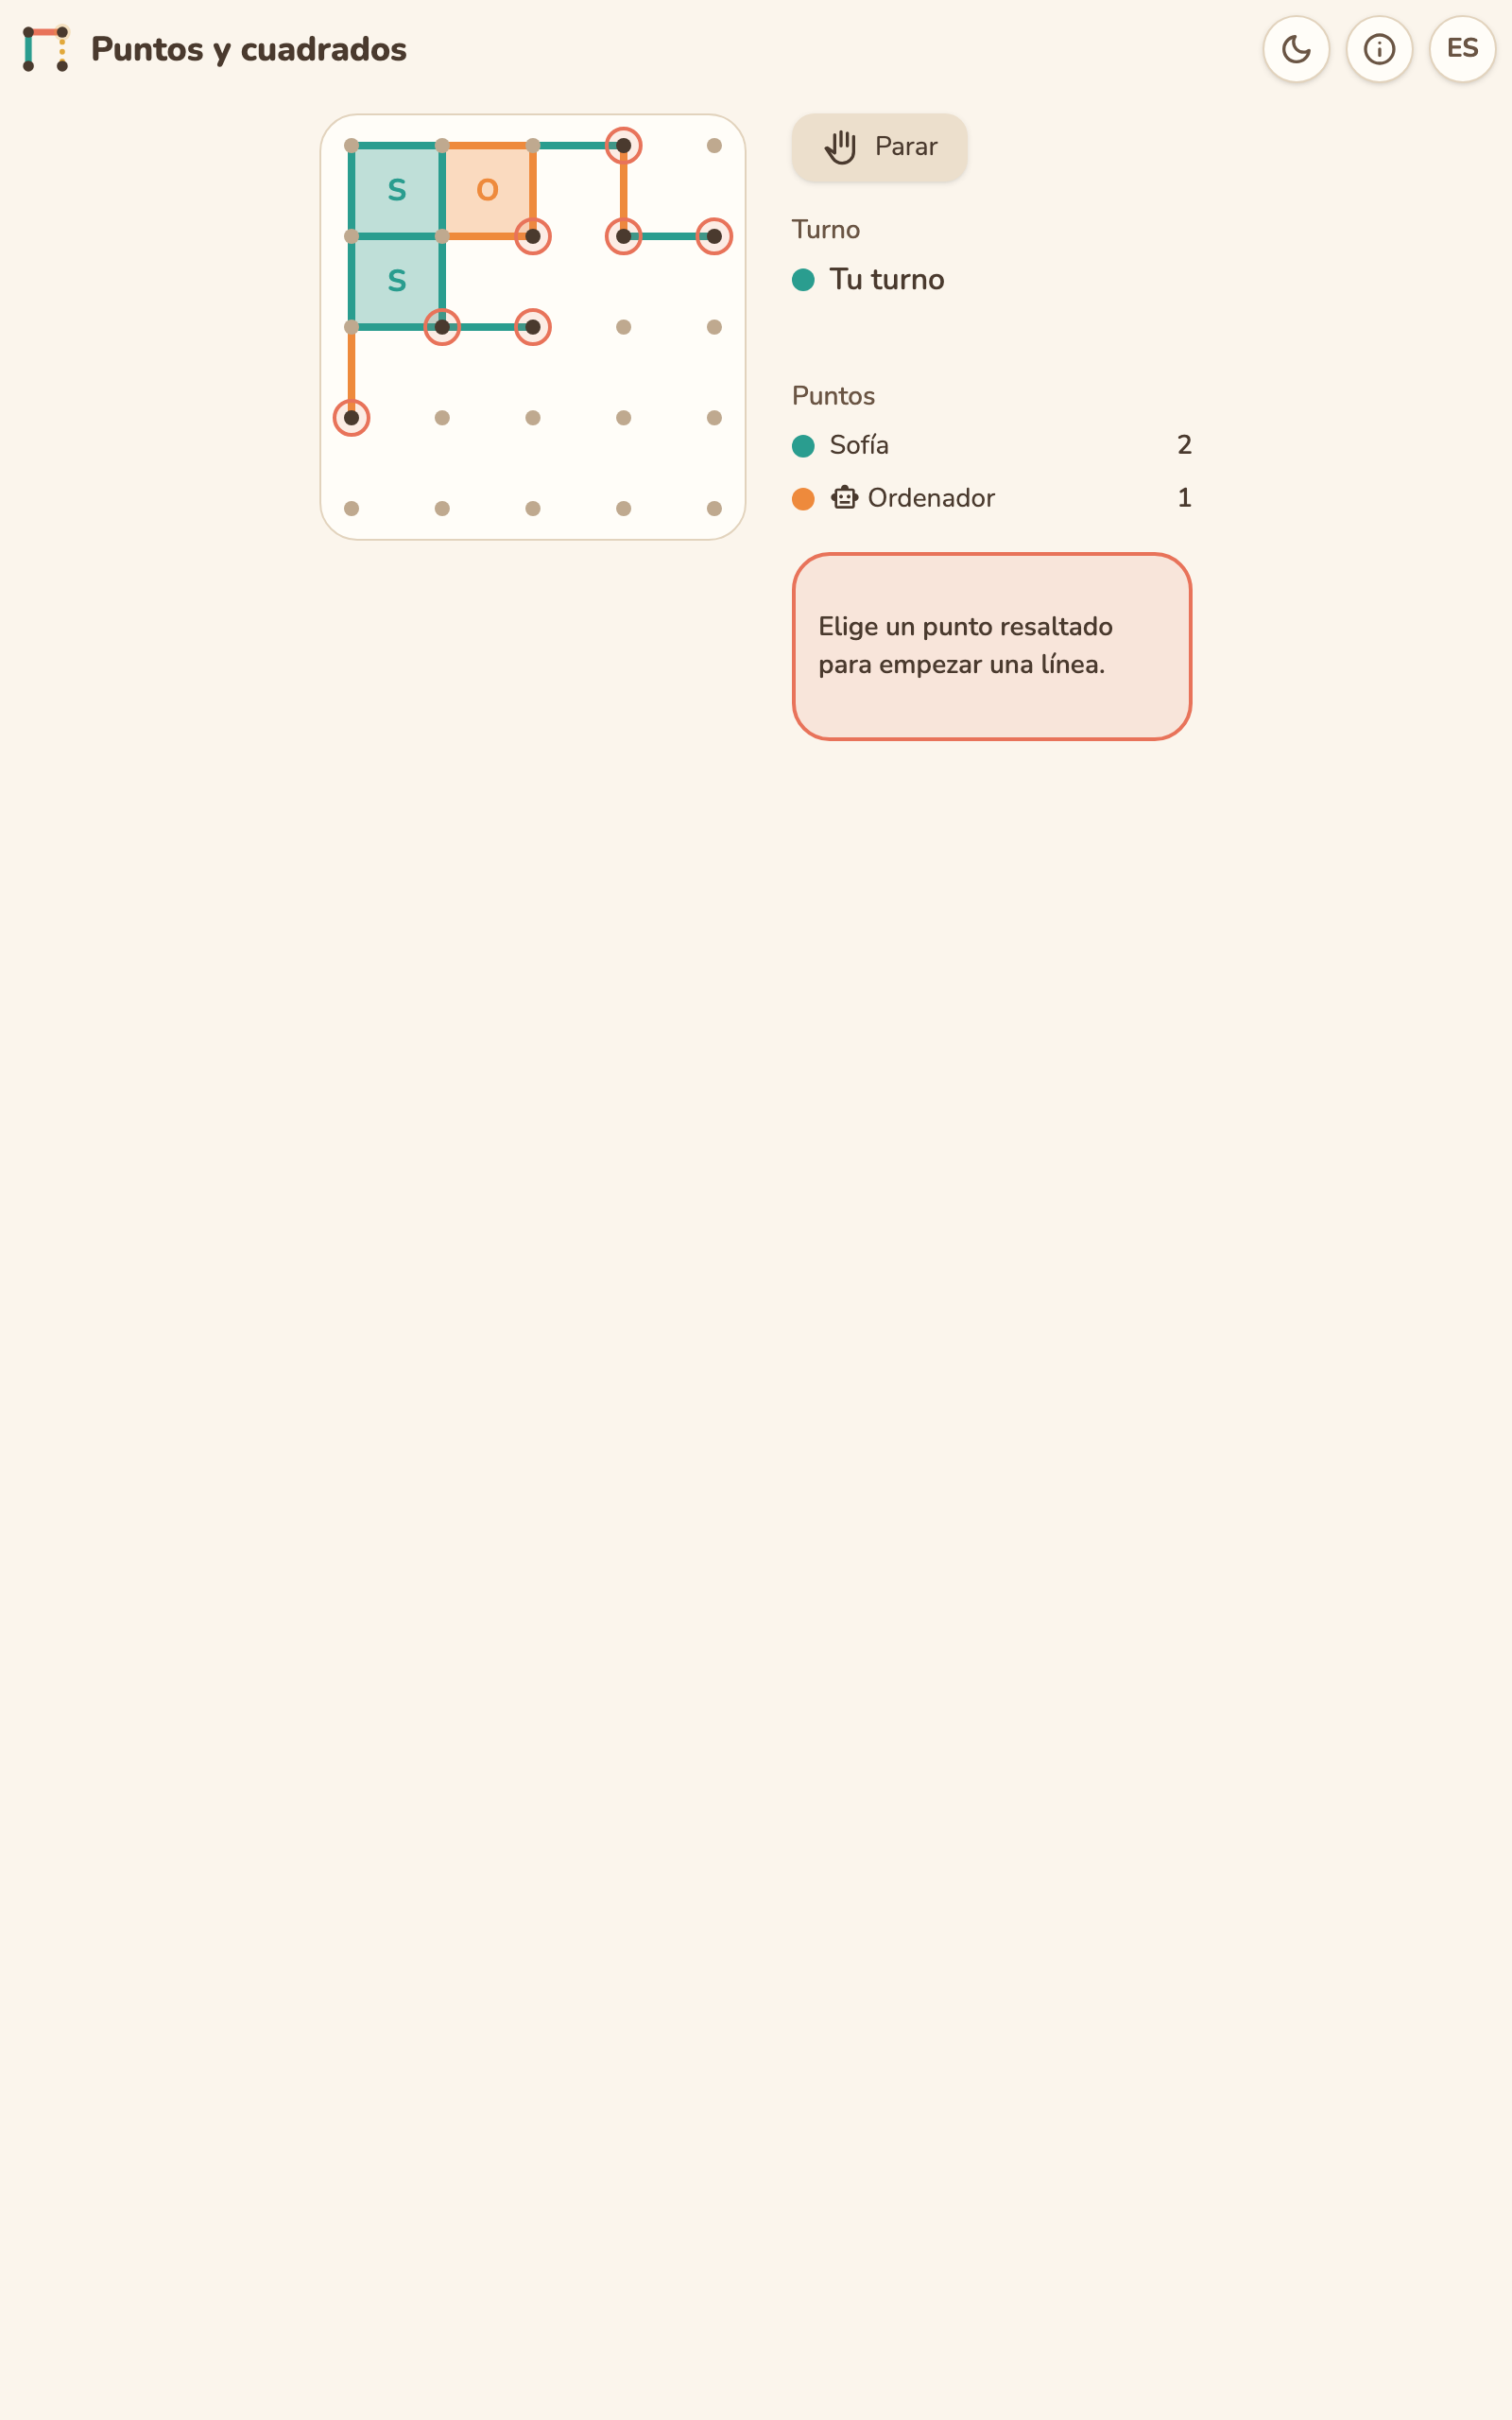 Puntos y cuadrados
ES
S
O
S
Parar
Turno
Tu turno
Puntos
Sofía 2
Ordenador 1
Elige un punto resaltado
para empezar una línea.